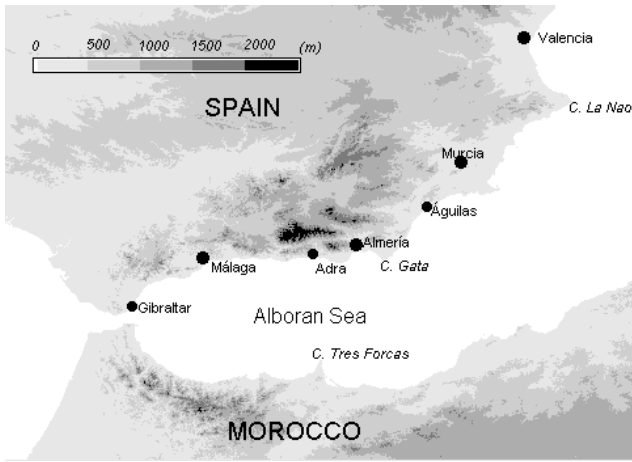 0 500 1000 1500 2000 (m)
Valencia
SPAIN
C. La Nao
Murcia
Águilas
Almería
Málaga
Adra
C. Gata
Gibraltar
Alboran Sea
C. Tres Forcas
MOROCCO